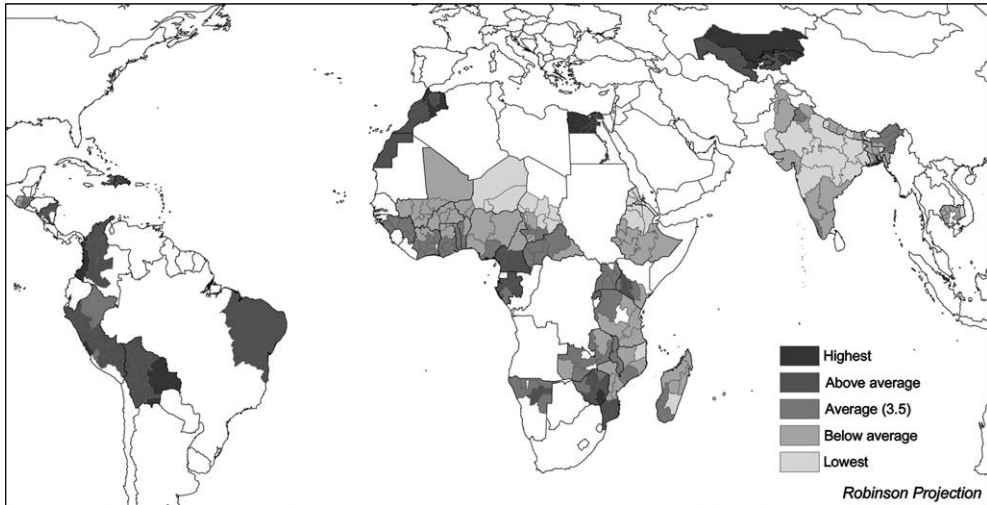 Highest
Above average
Average (3.5)
Below average
Lowest
Robinson Projection